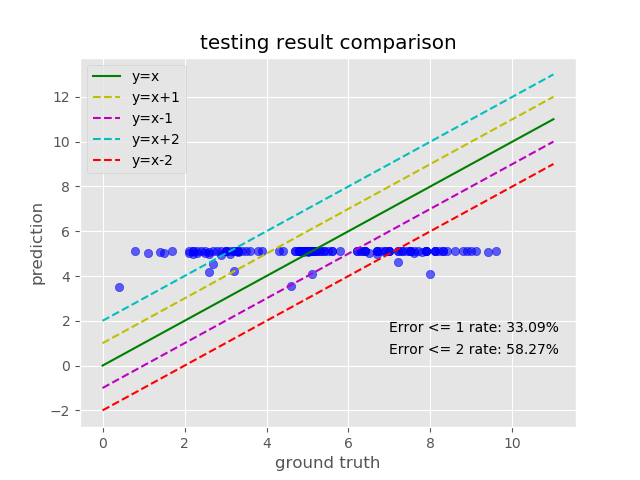 testing result comparison
y=x
y=x+1
y=x-1
y=x+2
y=x-2
12
10
8
6
4
2
0
−2
prediction
Error <= 1 rate: 33.09%
Error <= 2 rate: 58.27%
0 2 4 6 8 10
ground truth